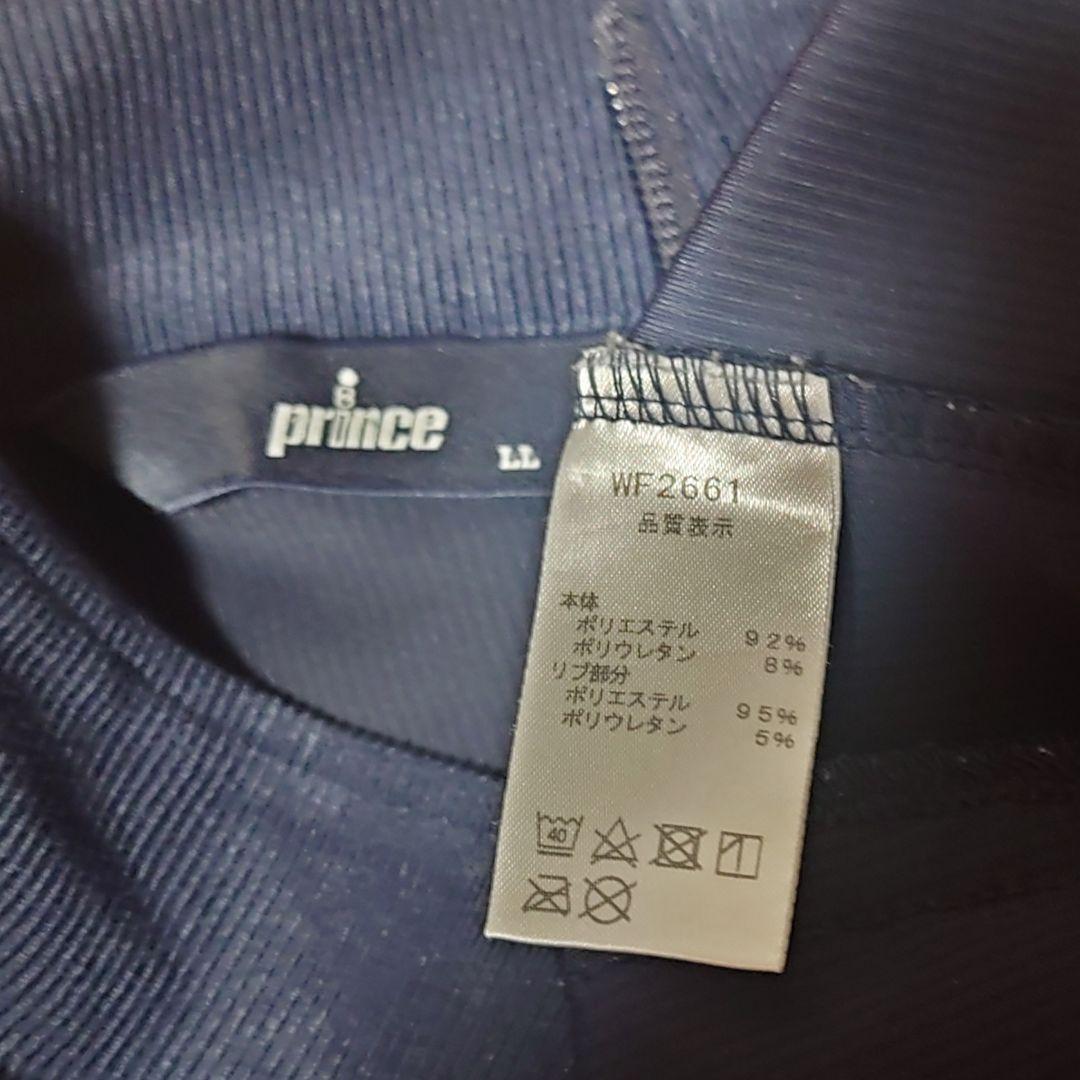 prince
LL
WF2661
品質表示
本体
ポリエステル 92%
ポリウレタン 8%
リブ部分
ポリエステル 95%
ポリウレタン 5%
40